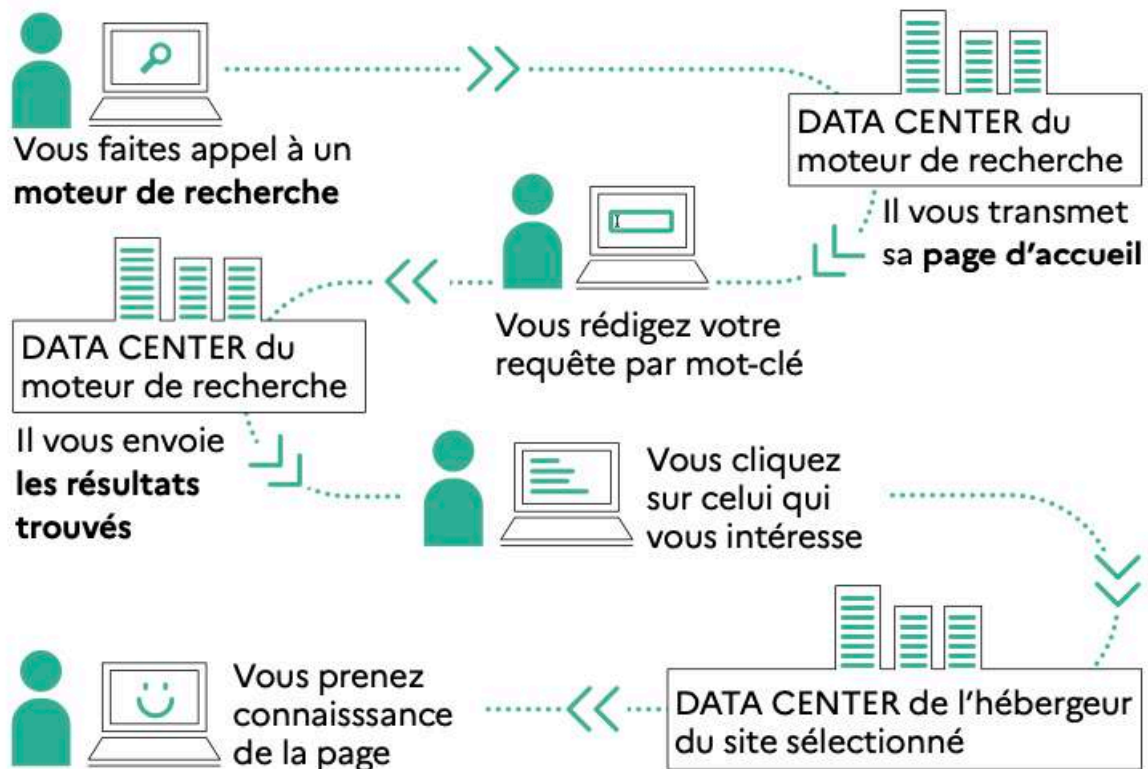 Vous faites appel à un
moteur de recherche
DATA CENTER du
moteur de recherche
Il vous transmet
sa page d'accueil
Vous rédigez votre
requête par mot-clé
DATA CENTER du
moteur de recherche
Il vous envoie
les résultats
trouvés
Vous cliquez
sur celui qui
vous intéresse
DATA CENTER de l'hébergeur
du site sélectionné
Vous prenez
connaisssance
de la page